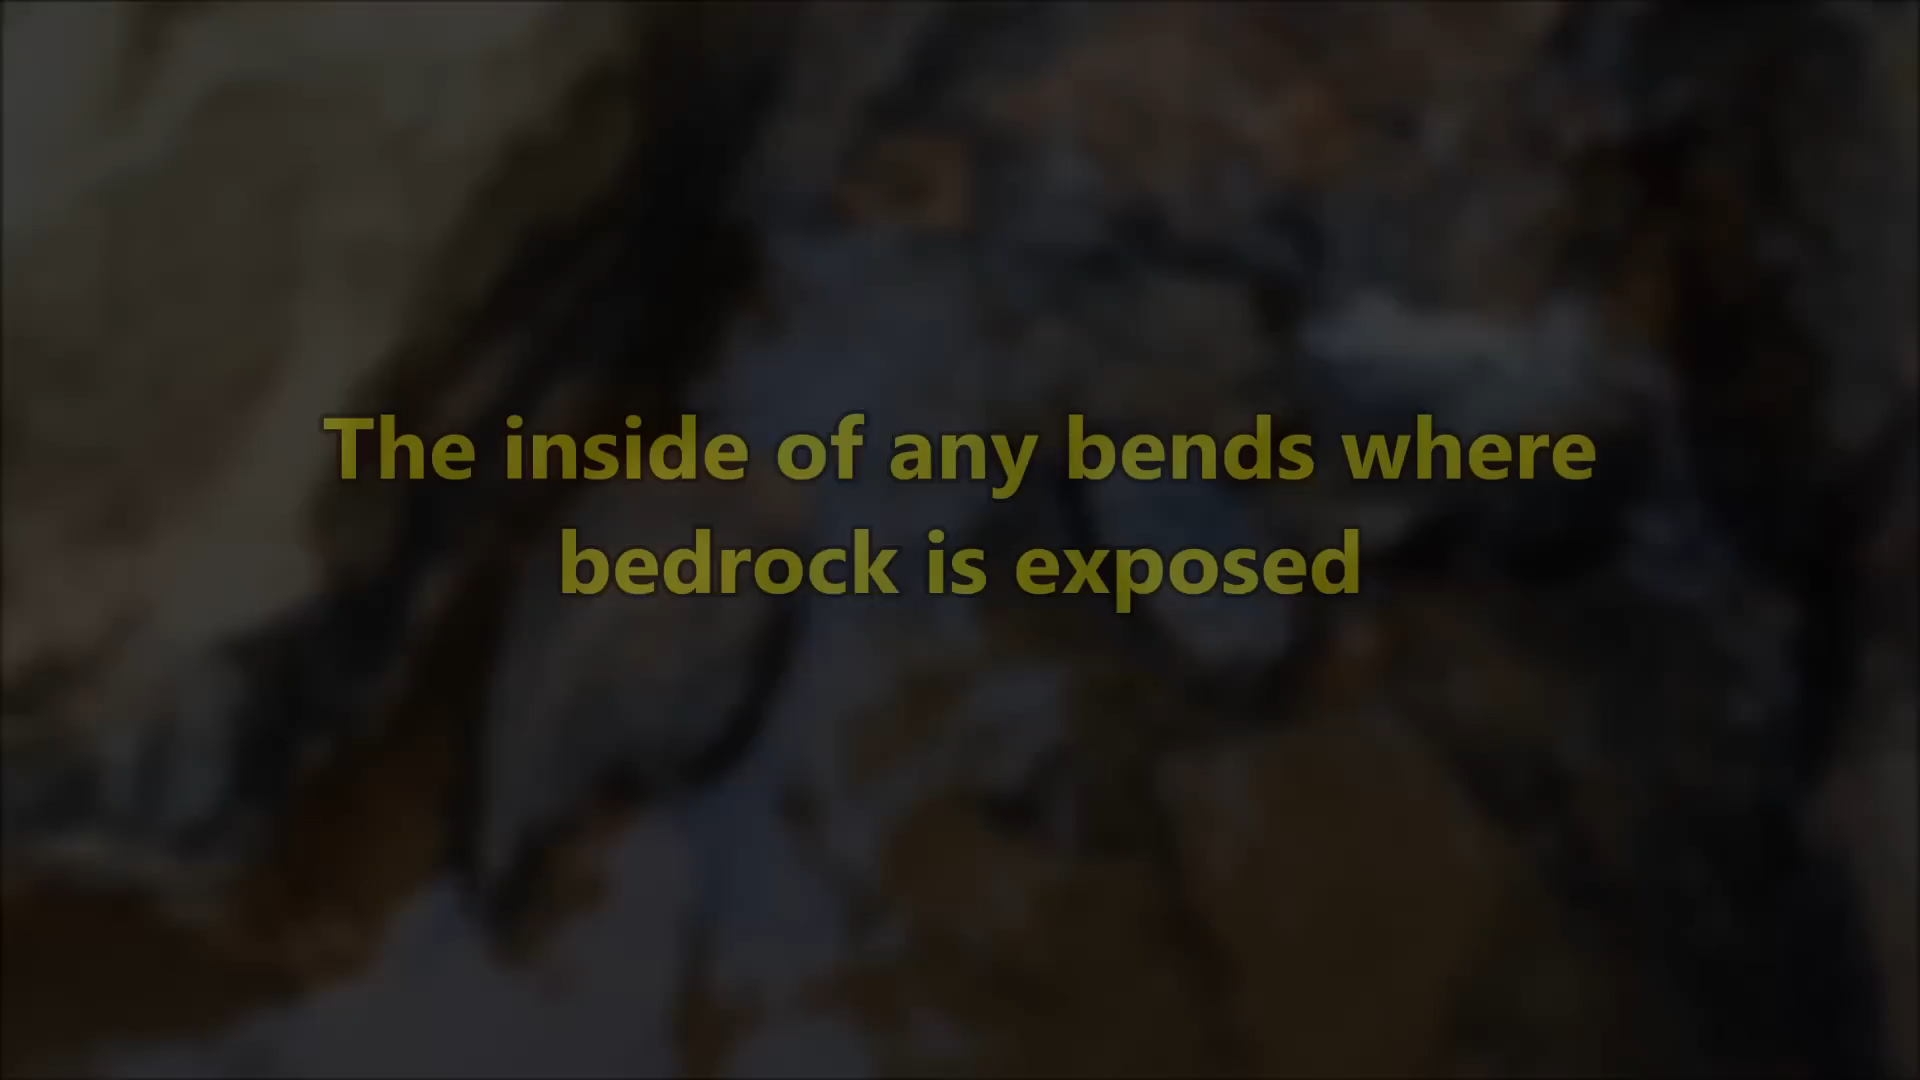 The inside of any bends where
bedrock is exposed